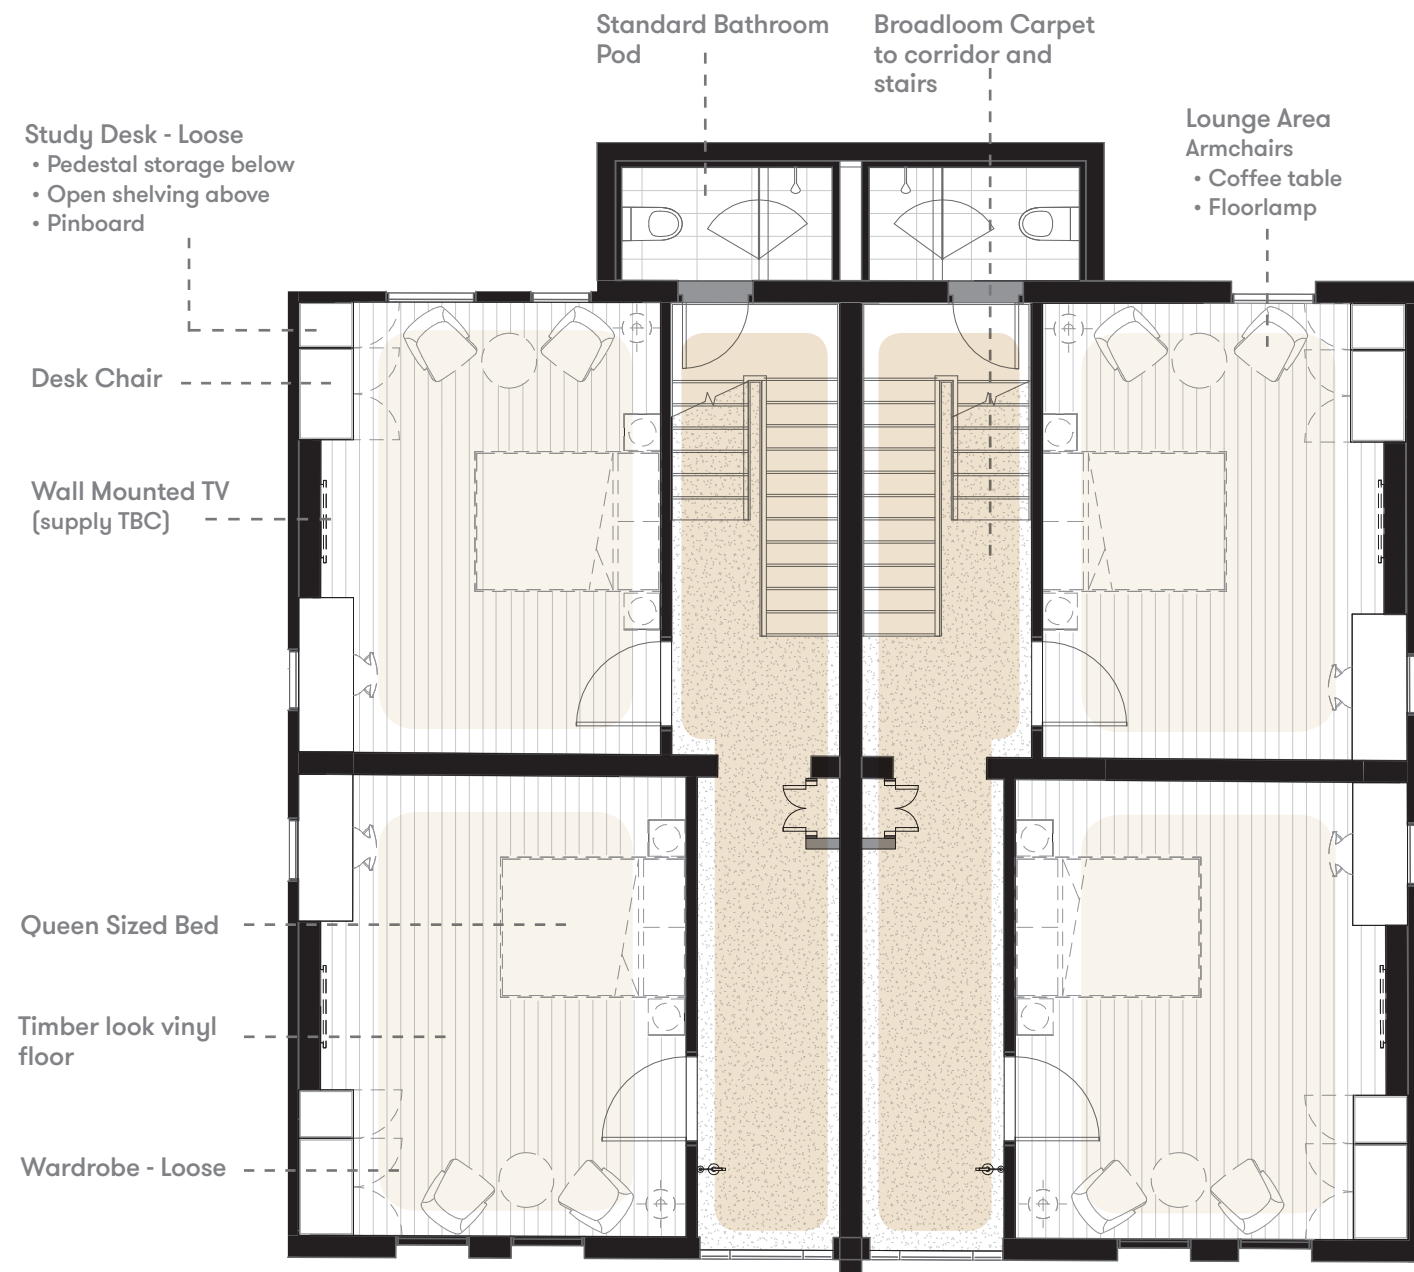 Standard Bathroom
Pod
Broadloom Carpet
to corridor and
stairs
Lounge Area
Armchairs
• Coffee table
• Floorlamp
Study Desk - Loose
• Pedestal storage below
• Open shelving above
• Pinboard
Desk Chair
Wall Mounted TV
(supply TBC)
Queen Sized Bed
Timber look vinyl
floor
Wardrobe - Loose